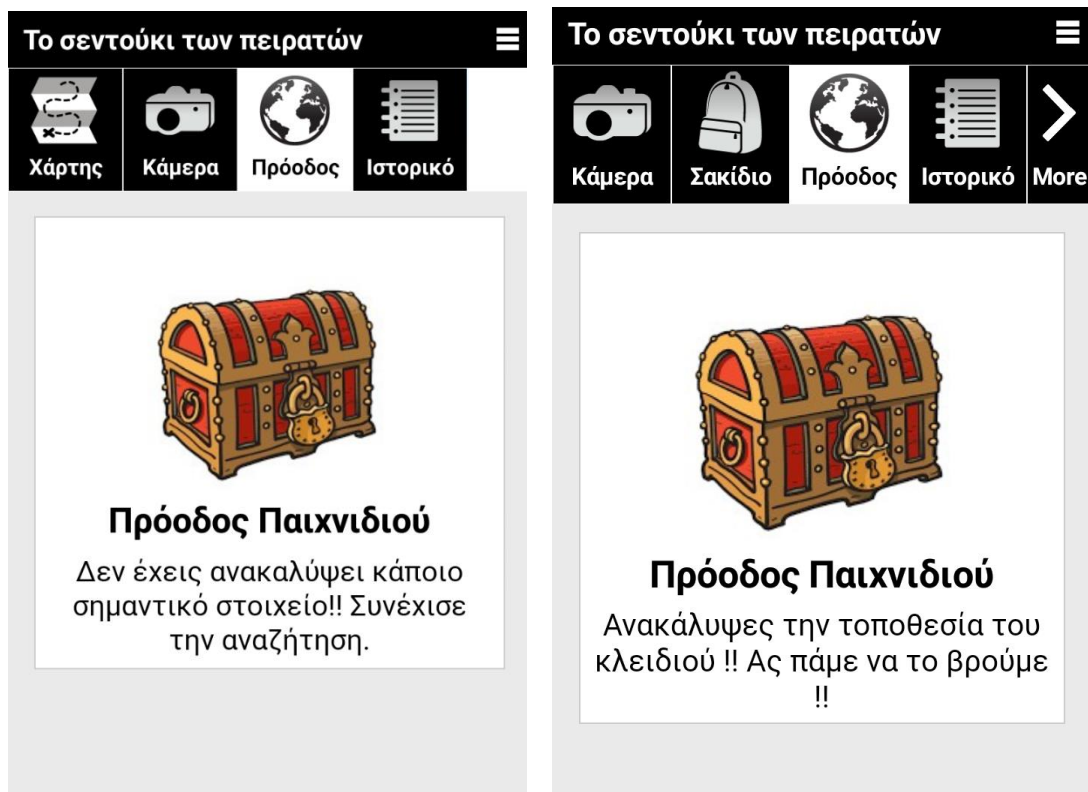 Το σεντούκι των πειρατών
Χάρτης Κάμερα Πρόοδος Ιστορικό
Πρόοδος Παιχνιδιού
Δεν έχεις ανακαλύψει κάποιο
σημαντικό στοιχείο!! Συνέχισε
την αναζήτηση.
Το σεντούκι των πειρατών
Κάμερα Σακίδιο Πρόοδος Ιστορικό More
Πρόοδος Παιχνιδιού
Ανακάλυψες την τοποθεσία του
κλειδιού !! Ας πάμε να το βρούμε
!!